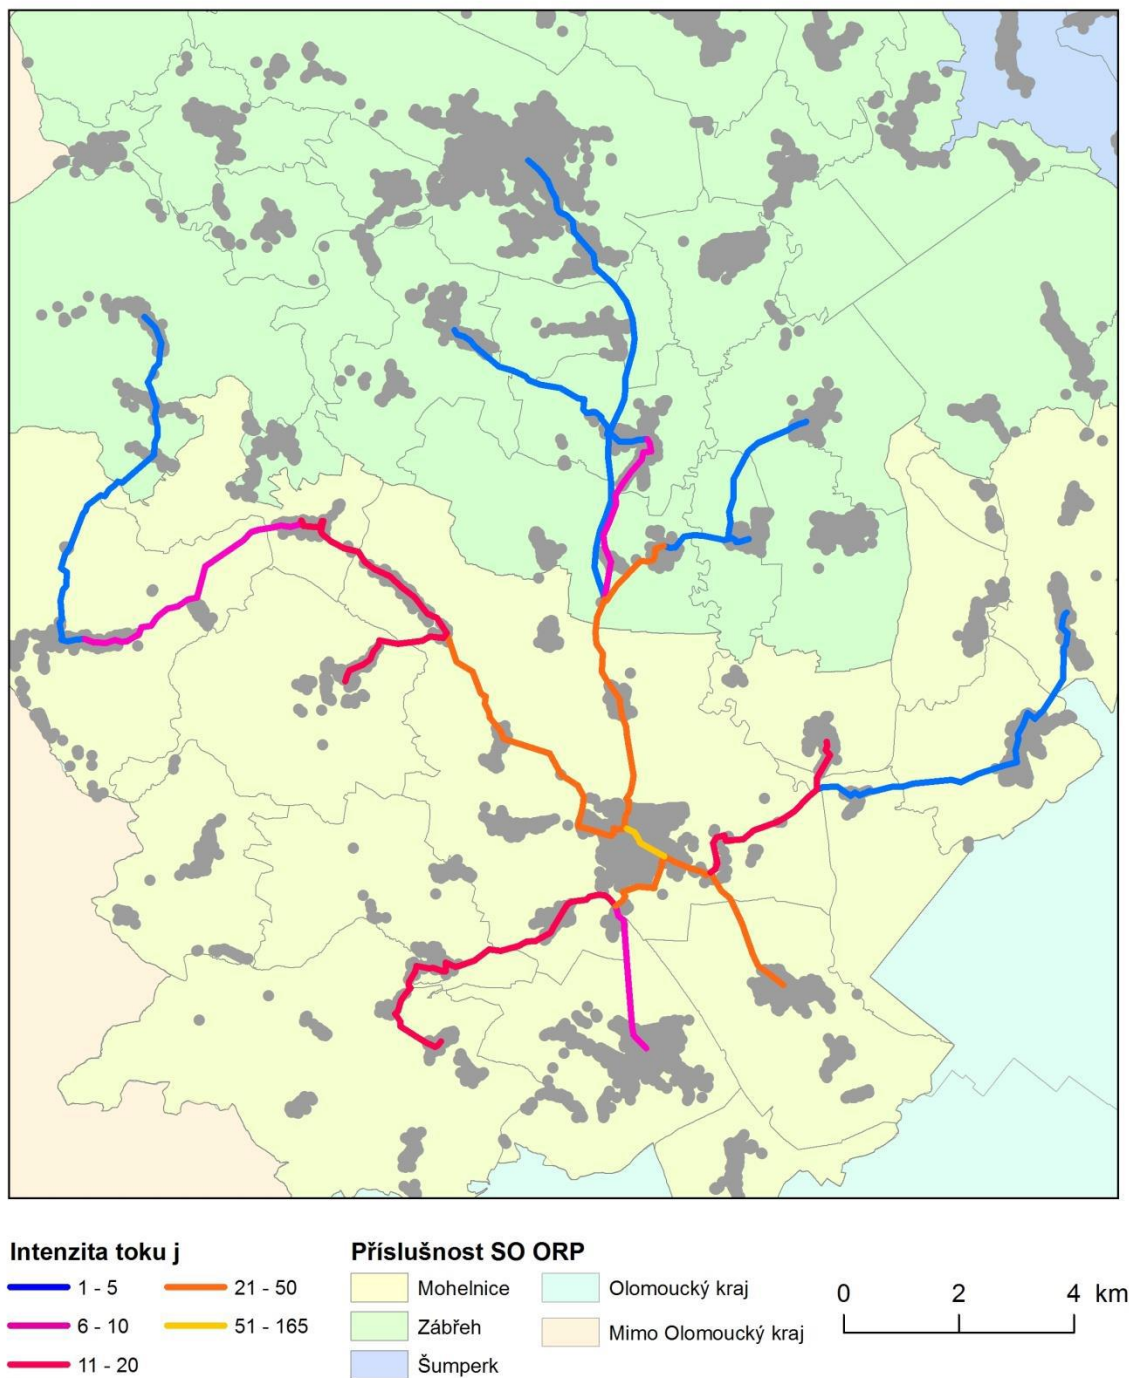 Intenzita toku j
1 - 5
6 - 10
11 - 20
21 - 50
51 - 165
Příslušnost SO ORP
Mohelnice
Zábřeh
Šumperk
Olomoucký kraj
Mimo Olomoucký kraj
0 2 4 km